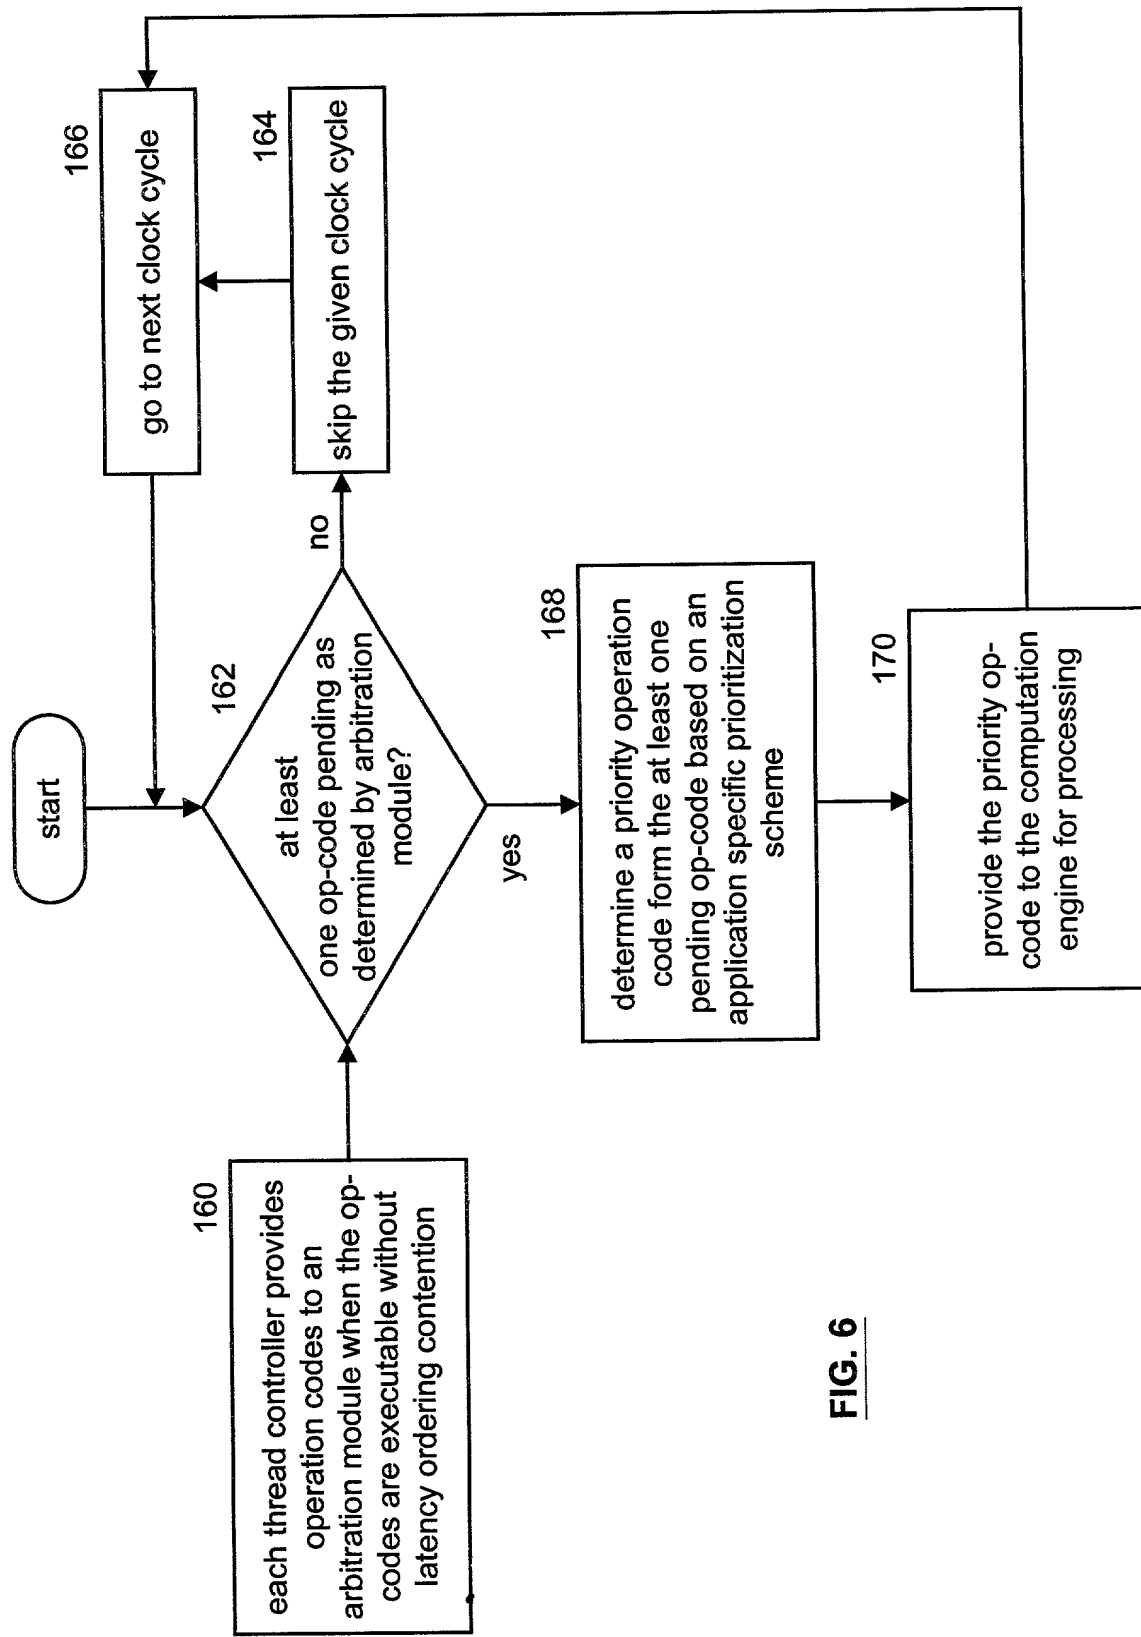 start
160
each thread controller provides
operation codes to an
arbitration module when the op-
codes are executable without
latency ordering contention
162
at least
one op-code pending as
determined by arbitration
module?
no
yes
164
skip the given clock cycle
166
go to next clock cycle
168
determine a priority operation
code form the at least one
pending op-code based on an
application specific prioritization
scheme
170
provide the priority op-
code to the computation
engine for processing
FIG. 6